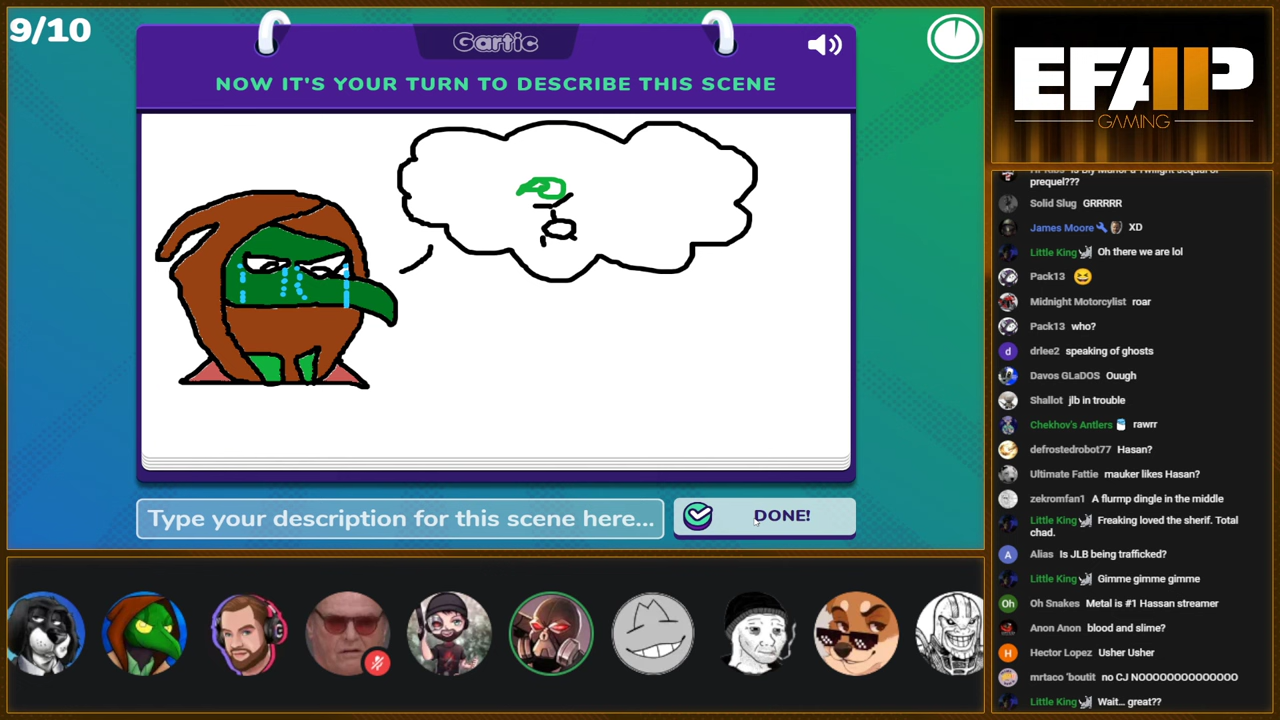 9/10
Gartic
NOW IT'S YOUR TURN TO DESCRIBE THIS SCENE
Type your description for this scene here...
DONE!
EFAP
GAMING
prequel???
Solid Slug GRRRRR
James Moore XD
Little King Oh there we are lol
Pack13
Midnight Motorcylist roar
Pack13 who?
d
drlee2 speaking of ghosts
Davos GLaDOS Ouugh
Shallot jlb in trouble
Chekhov's Antlers rawrr
defrostedrobot77 Hasan?
Ultimate Fattie mauker likes Hasan?
zekromfan1 A flurmp dingle in the middle
Little King Freaking loved the sherif. Total
chad.
A
Alias Is JLB being trafficked?
Little King Gimme gimme gimme
Oh
Oh Snakes Metal is #1 Hassan streamer
Anon Anon blood and slime?
H
Hector Lopez Usher Usher
mrtaco 'boutit no CJ NOOOOOOOOOOOOOO
Little King Wait... great??